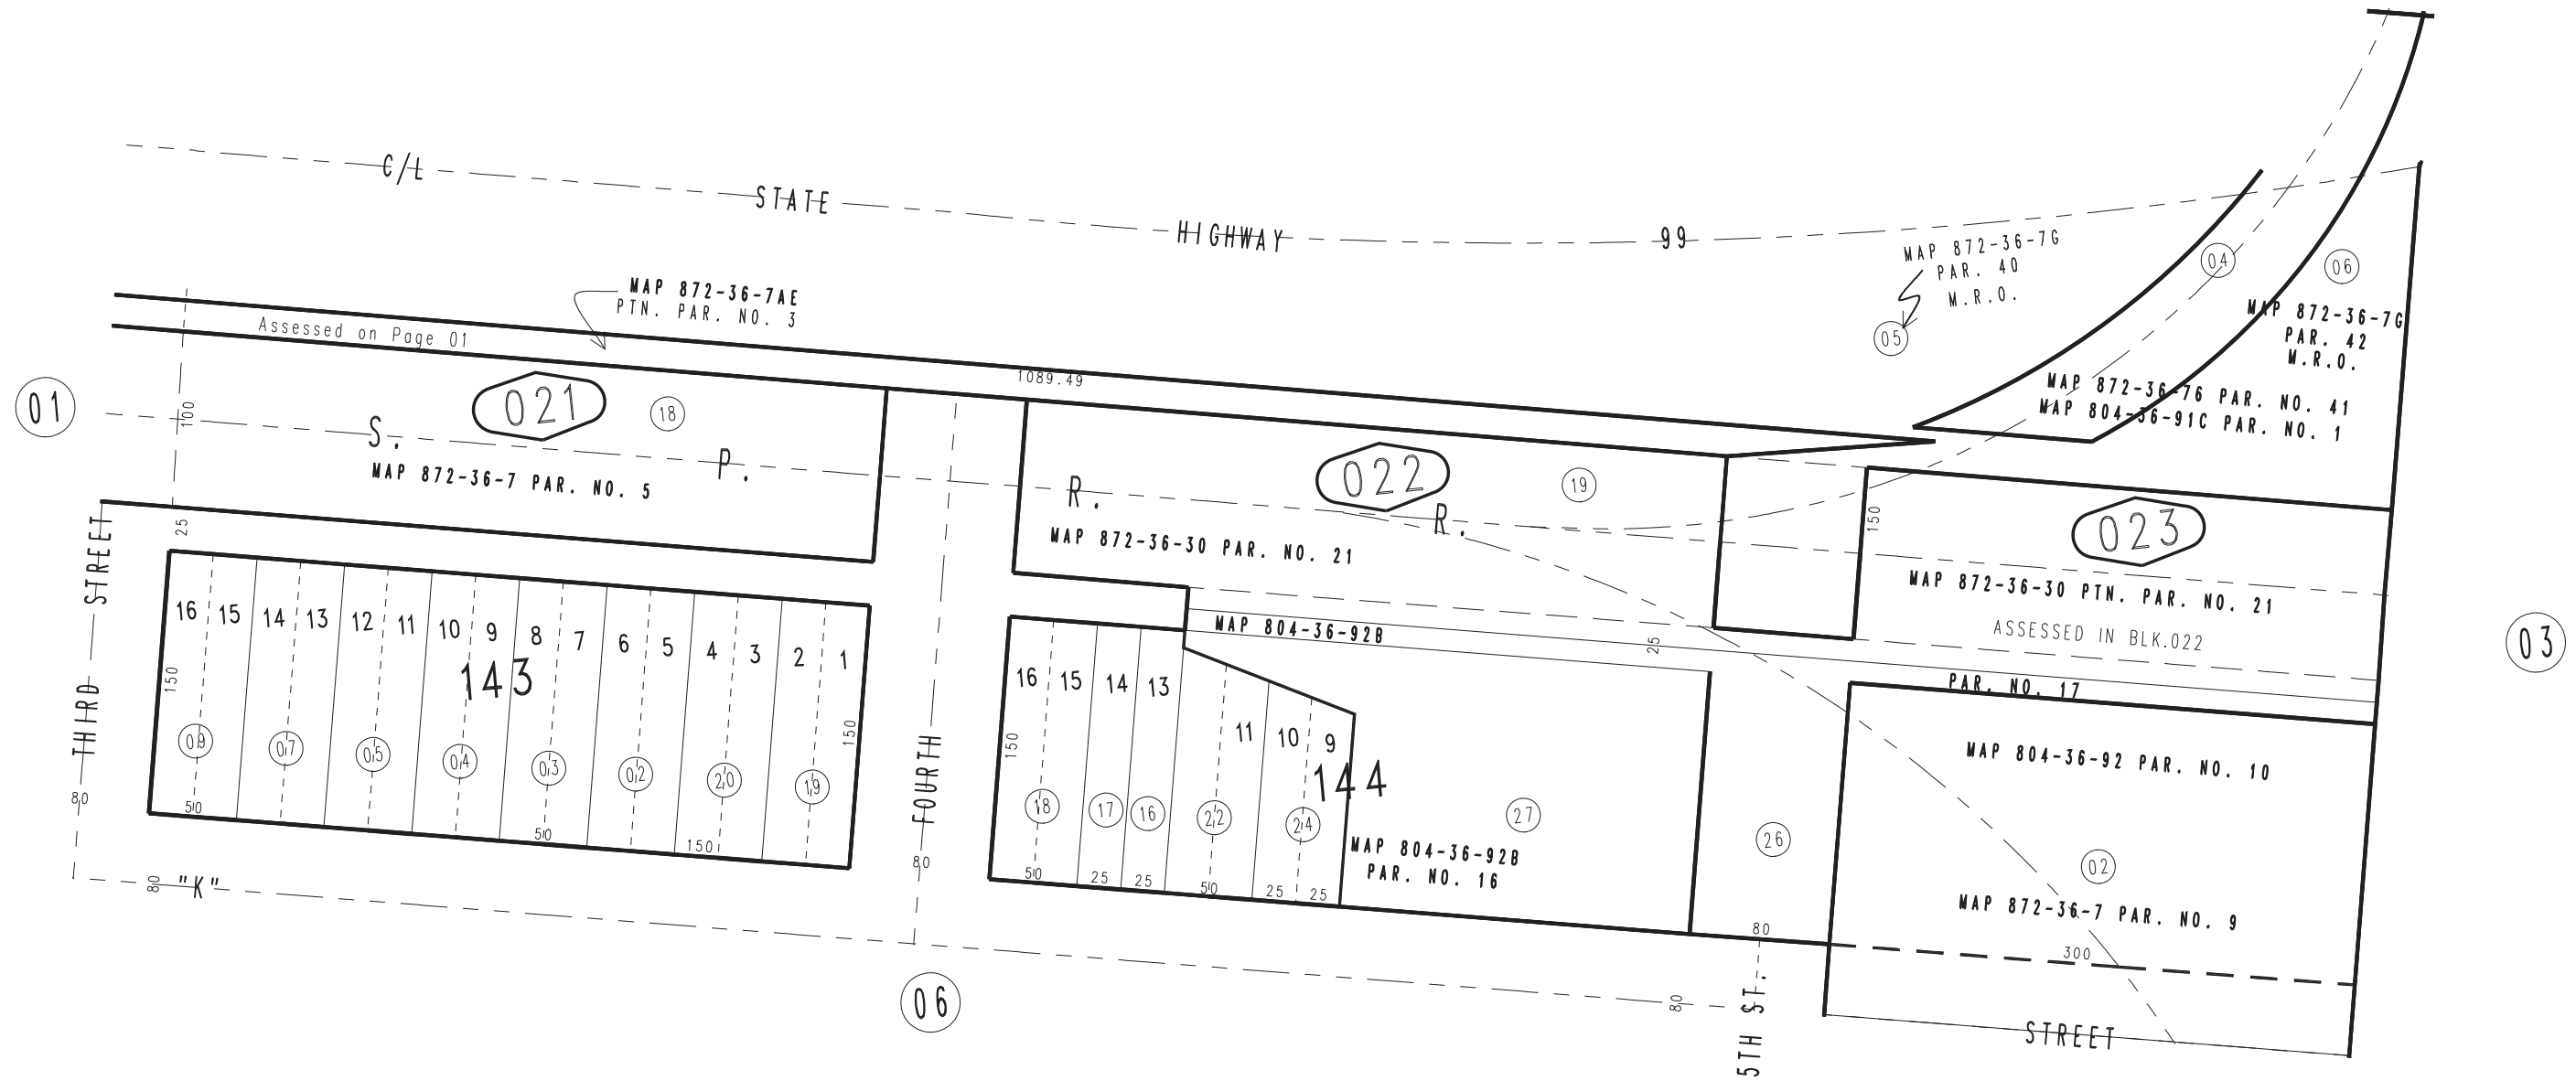 C/L STATE HIGHWAY 99
MAP 872-36-7G
PAR. 40
M.R.O.
05
04
06
MAP 872-36-7G
PAR. 42
M.R.O.
MAP 872-36-76 PAR. NO. 41
MAP 804-36-91C PAR. NO. 1
MAP 872-36-7AE
PTN. PAR. NO. 3
Assessed on Page 01
1089.49
01
100
021
18
S. P. R. R.
MAP 872-36-7 PAR. NO. 5
25
022
19
MAP 872-36-30 PAR. NO. 21
150
023
MAP 872-36-30 PTN. PAR. NO. 21
ASSESSED IN BLK.022
03
MAP 804-36-92B
25
PAR. NO. 17
THIRD STREET
80
16 15 14 13 12 11 10 9 8 7 6 5 4 3 2 1
143
150
150
09 07 05 04 03 02 20 19
50
50
150
FOURTH
80
16 15 14 13 11 10 9
144
150
18 17 16 22 24 27
50 25 25 50 25 25
MAP 804-36-92B
PAR. NO. 16
26
MAP 804-36-92 PAR. NO. 10
02
MAP 872-36-7 PAR. NO. 9
300
80
80 "K"
06
80
5TH ST.
STREET